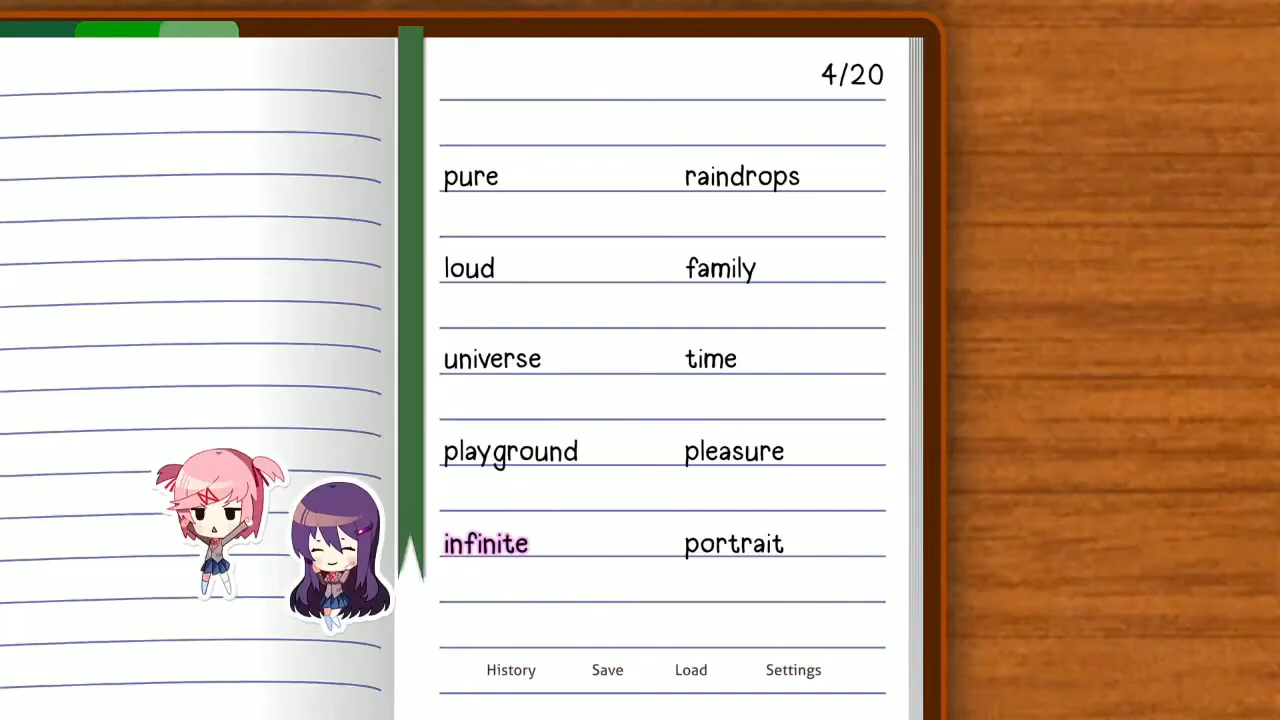 4/20
pure raindrops
loud family
universe time
playground pleasure
infinite portrait
History Save Load Settings